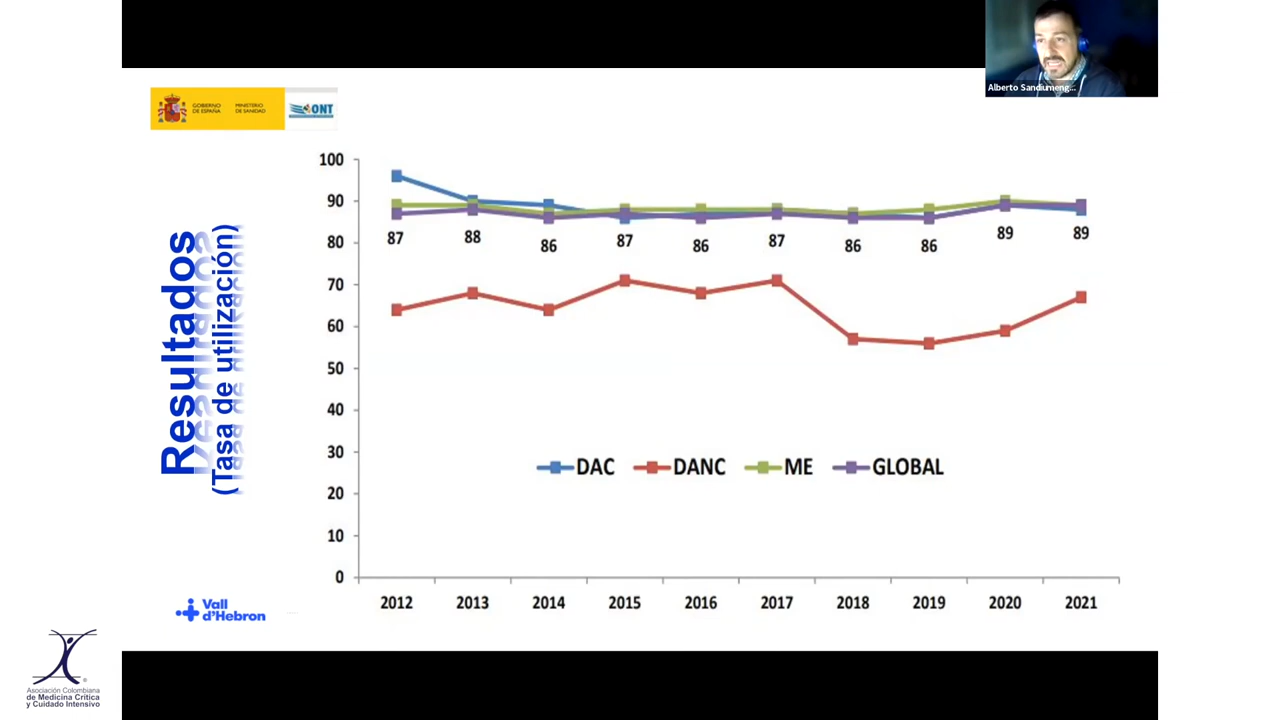 Alberto Sandiumeng...
GOBIERNO
DE ESPAÑA
MINISTERIO
DE SANIDAD
ONT
Resultados
(Tasa de utilización)
100
90
80
70
60
50
40
30
20
10
0
87
88
86
87
86
87
86
86
89
89
DAC
DANC
ME
GLOBAL
2012
2013
2014
2015
2016
2017
2018
2019
2020
2021
Vall
d'Hebron
Asociación Colombiana
de Medicina Crítica
y Cuidado Intensivo